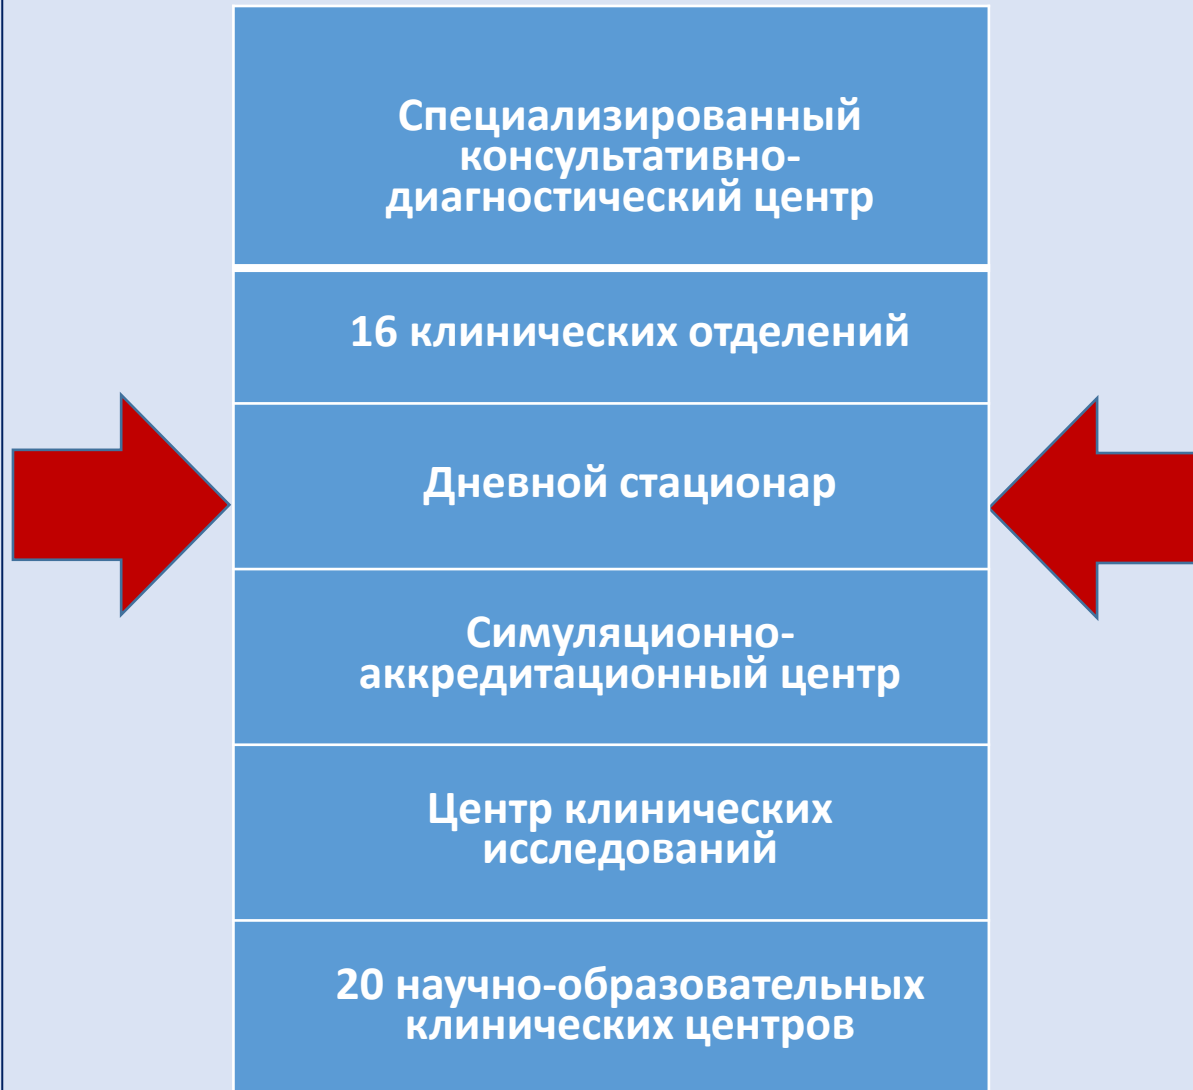 Специализированный
консультативно-
диагностический центр
16 клинических отделений
Дневной стационар
Симуляционно-
аккредитационный центр
Центр клинических
исследований
20 научно-образовательных
клинических центров